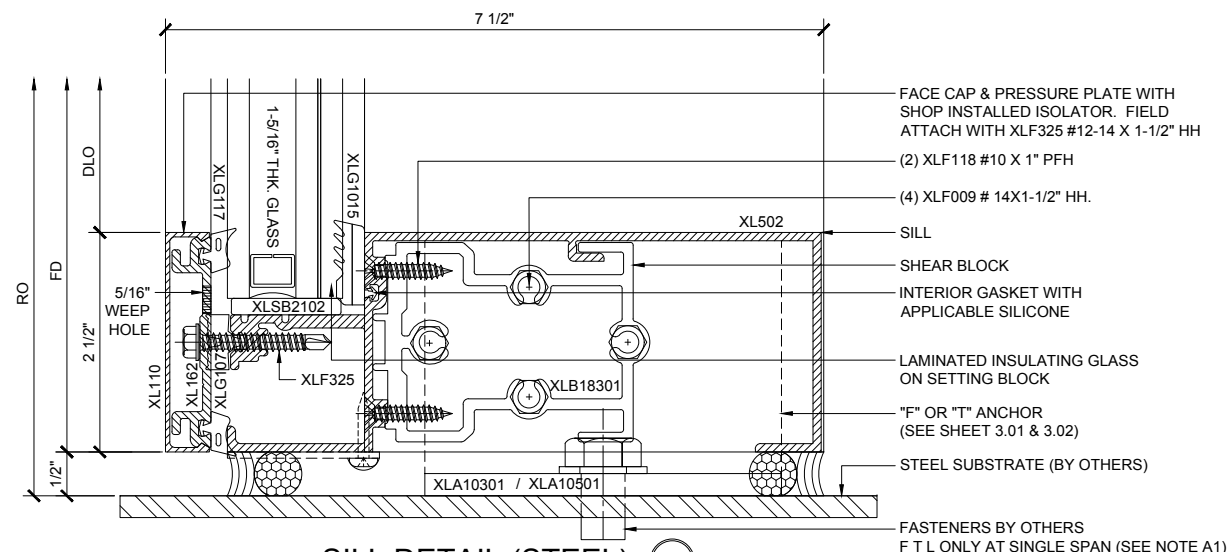 7 1/2"
FACE CAP & PRESSURE PLATE WITH
SHOP INSTALLED ISOLATOR. FIELD
ATTACH WITH XLF325 #12-14 X 1-1/2" HH
(2) XLF118 #10 X 1" PFH
(4) XLF009 # 14X1-1/2" HH.
SILL
SHEAR BLOCK
INTERIOR GASKET WITH
APPLICABLE SILICONE
LAMINATED INSULATING GLASS
ON SETTING BLOCK
"F" OR "T" ANCHOR
(SEE SHEET 3.01 & 3.02)
STEEL SUBSTRATE (BY OTHERS)
FASTENERS BY OTHERS
F T L ONLY AT SINGLE SPAN (SEE NOTE A1)
RO
FD
DLO
2 1/2"
1/2"
XLG117
1-5/16" THK. GLASS
XLG1015
XL502
5/16"
WEEP
HOLE
XLSB2102
XL110
XL162
XLF325
XLB18301
XLA10301 / XLA10501
SILL DETAIL (STEEL)